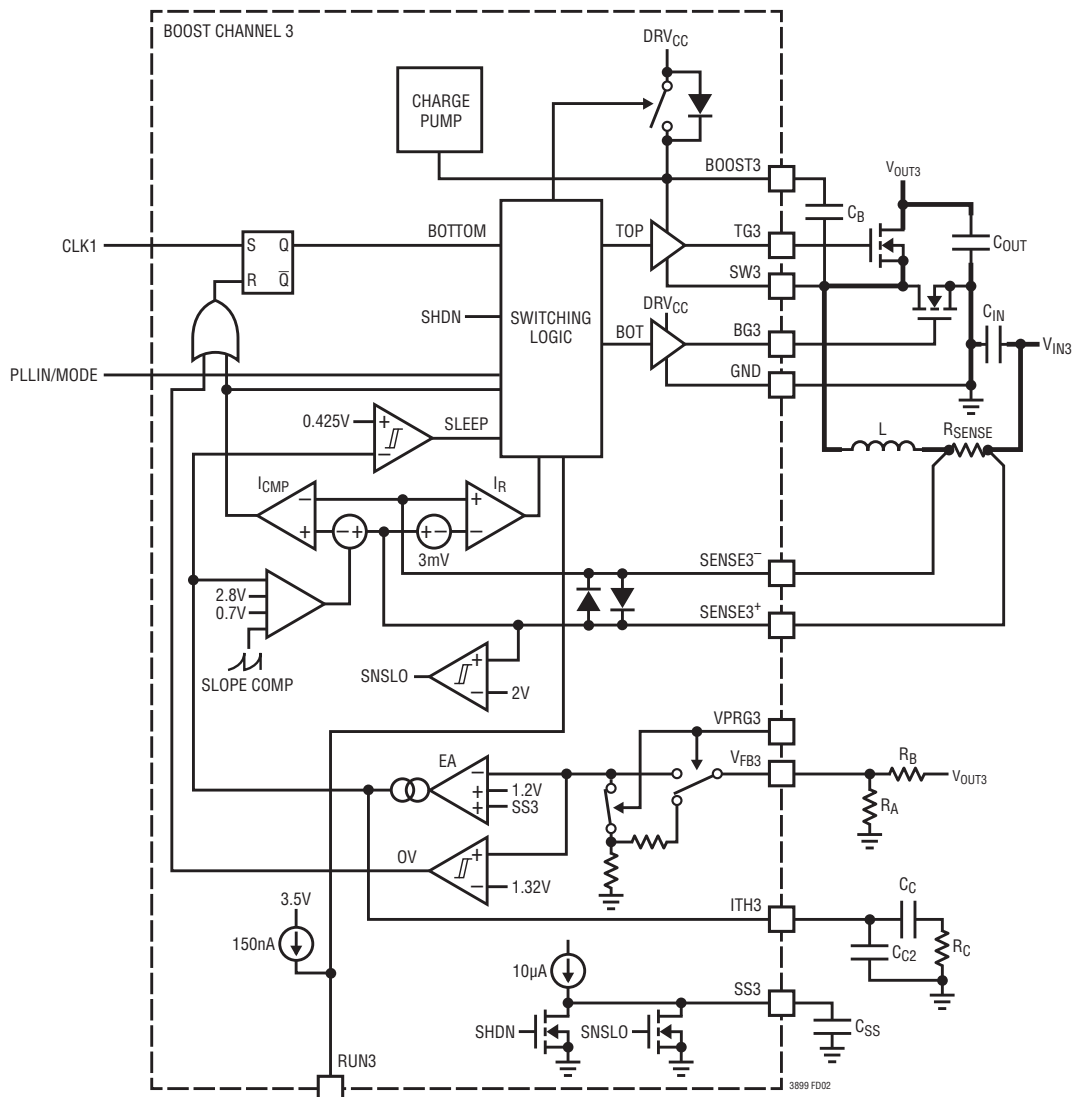 BOOST CHANNEL 3
DRVCC
CHARGE
PUMP
BOOST3
VOUT3
CB
CLK1
S Q
R Q̅
BOTTOM
TOP
TG3
COUT
SW3
SHDN
SWITCHING
LOGIC
DRVCC
BOT
BG3
CIN
VIN3
PLLIN/MODE
GND
0.425V
+
−
SLEEP
L
RSENSE
ICMP
−
+
− +
+ −
3mV
IR
+
−
SENSE3−
2.8V
0.7V
SENSE3+
SLOPE COMP
SNSLO
+
−
2V
VPRG3
EA
−
+
+
1.2V
SS3
VFB3
RB
VOUT3
RA
OV
+
−
1.32V
3.5V
150nA
ITH3
CC
CC2
RC
10µA
SS3
SHDN
SNSLO
CSS
RUN3
3899 FD02